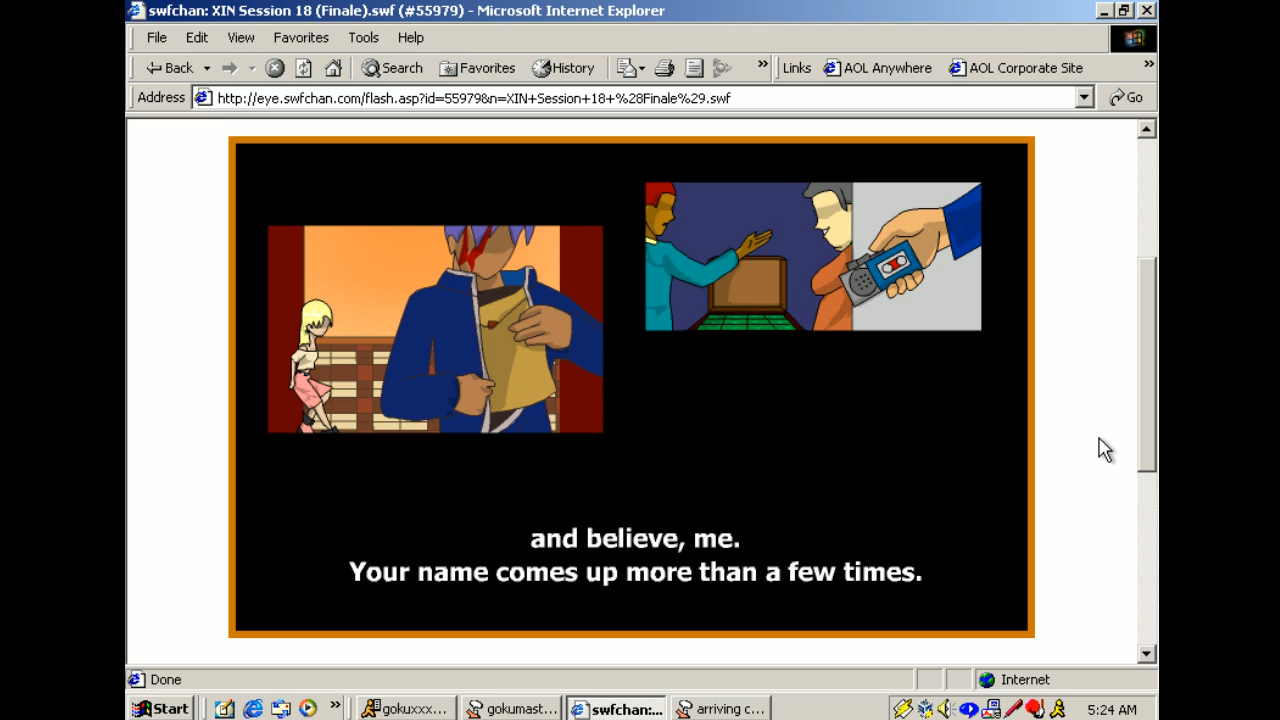 swfchan: XIN Session 18 (Finale).swf (#55979) - Microsoft Internet Explorer
File Edit View Favorites Tools Help
Back Search Favorites History » Links AOL Anywhere AOL Corporate Site »
Address http://eye.swfchan.com/flash.asp?id=55979&n=XIN+Session+18+%28Finale%29.swf Go
and believe, me.
Your name comes up more than a few times.
Done Internet
Start » gokuxxx... gokumast... swfchan:... arriving c... 5:24 AM